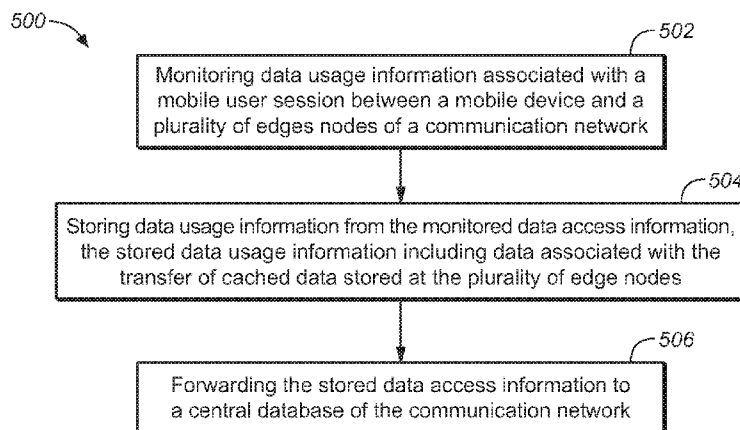 500
502
Monitoring data usage information associated with a
mobile user session between a mobile device and a
plurality of edges nodes of a communication network
504
Storing data usage information from the monitored data access information,
the stored data usage information including data associated with the
transfer of cached data stored at the plurality of edge nodes
506
Forwarding the stored data access information to
a central database of the communication network